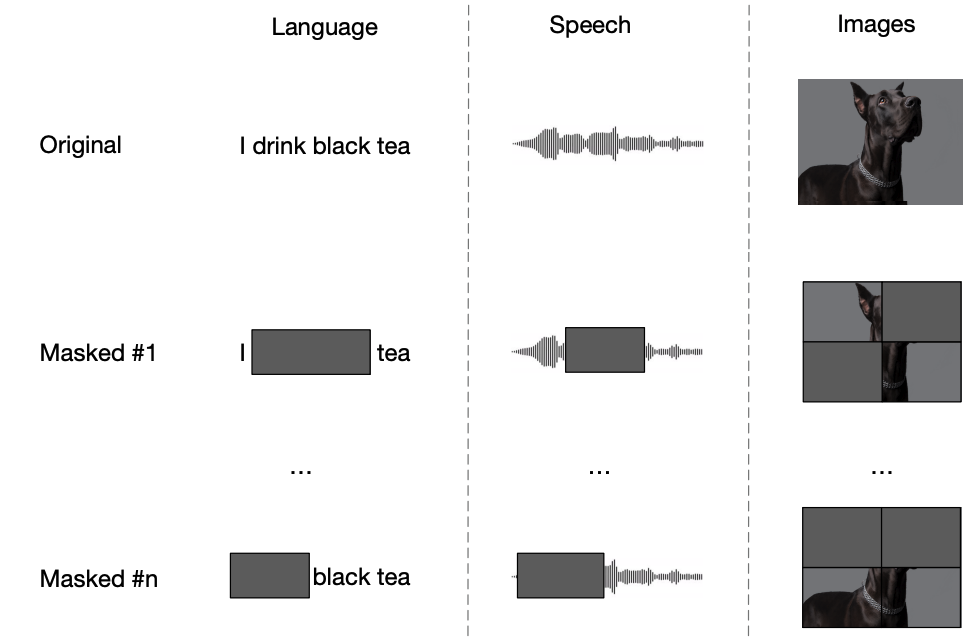 Language Speech Images
Original I drink black tea
Masked #1 I tea
... ... ...
Masked #n black tea